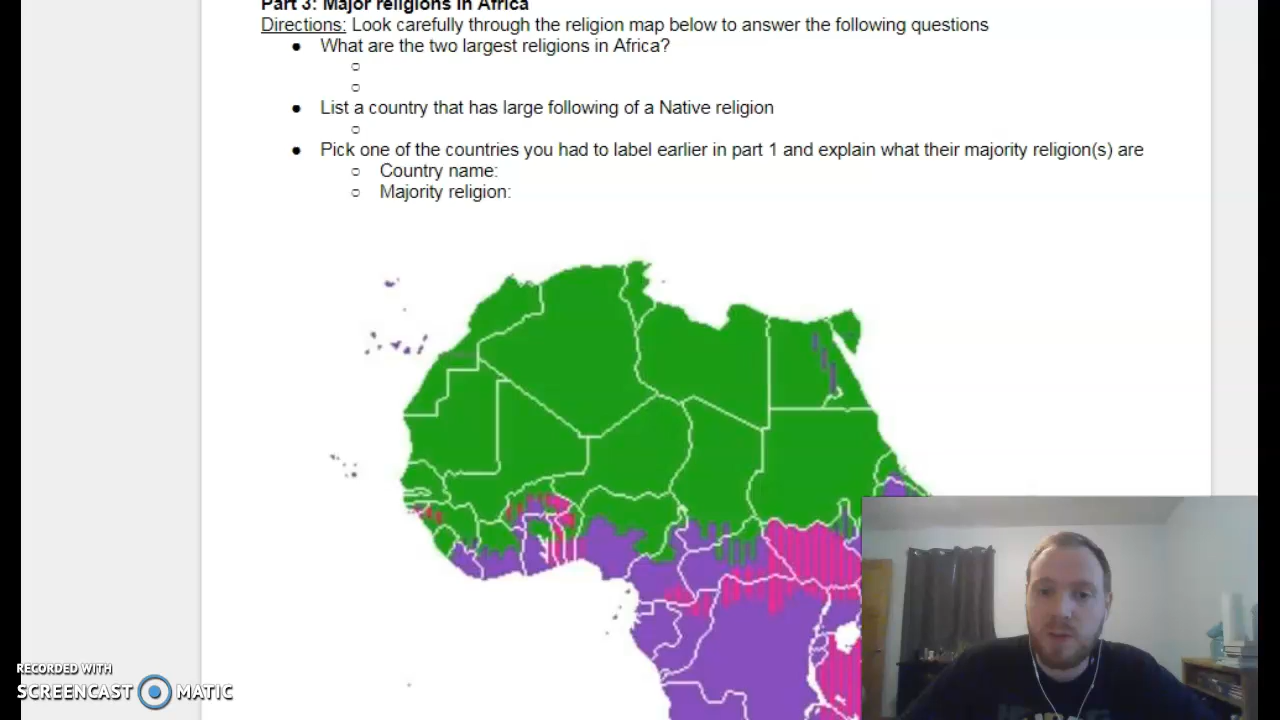 Part 3: Major religions in Africa
Directions: Look carefully through the religion map below to answer the following questions
What are the two largest religions in Africa?
List a country that has large following of a Native religion
Pick one of the countries you had to label earlier in part 1 and explain what their majority religion(s) are
Country name:
Majority religion:
RECORDED WITH
SCREENCAST MATIC